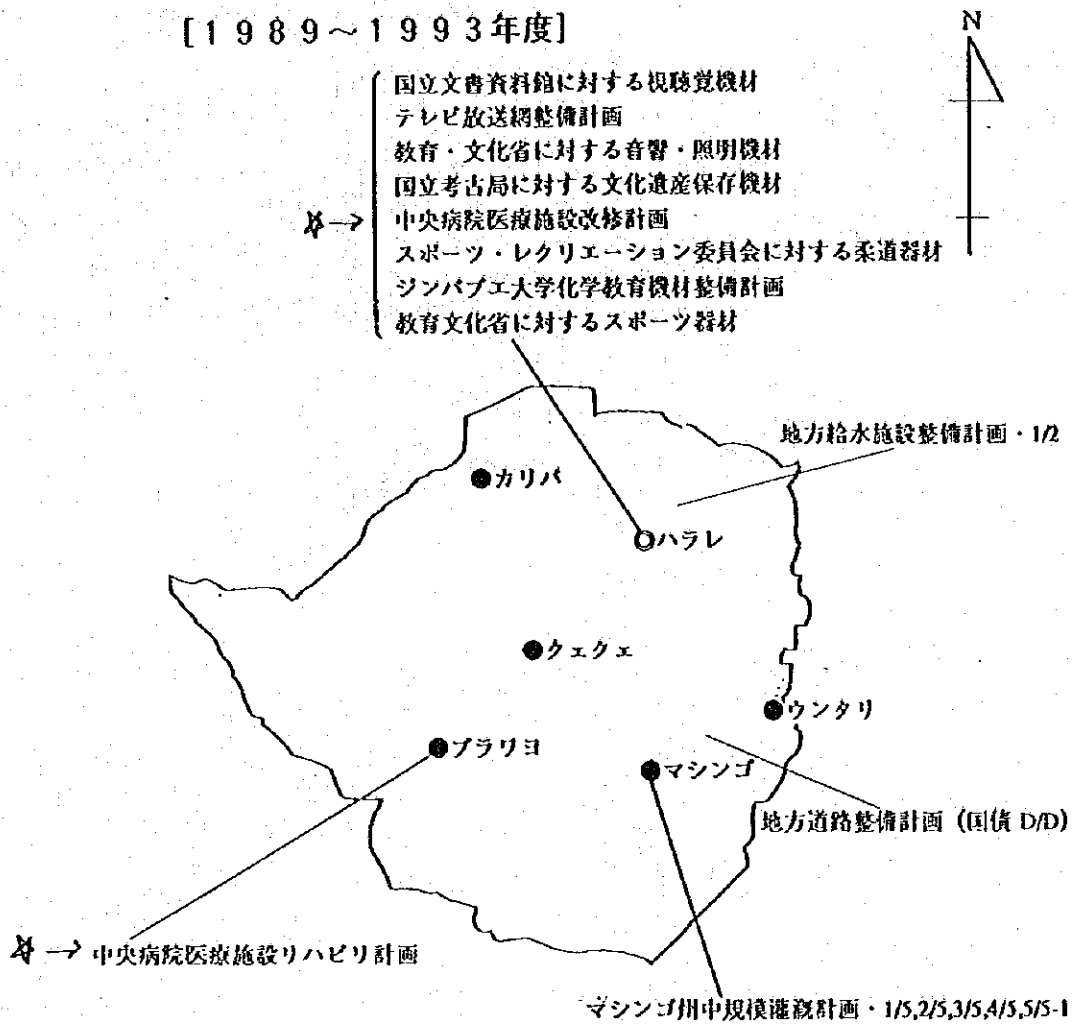 [1989～1993年度]
N
国立文書資料館に対する視聴覚機材
テレビ放送網整備計画
教育・文化省に対する音響・照明機材
国立考古局に対する文化遺産保存機材
☆→ 中央病院医療施設改修計画
スポーツ・レクリエーション委員会に対する柔道器材
ジンバブエ大学化学教育機材整備計画
教育文化省に対するスポーツ器材
地方給水施設整備計画・1/2
カリバ
ハラレ
クェクェ
ウンタリ
ブラワヨ
マシンゴ
地方道路整備計画（国債 D/D）
☆→ 中央病院医療施設リハビリ計画
マシンゴ州中規模灌漑計画・1/5,2/5,3/5,4/5,5/5-1